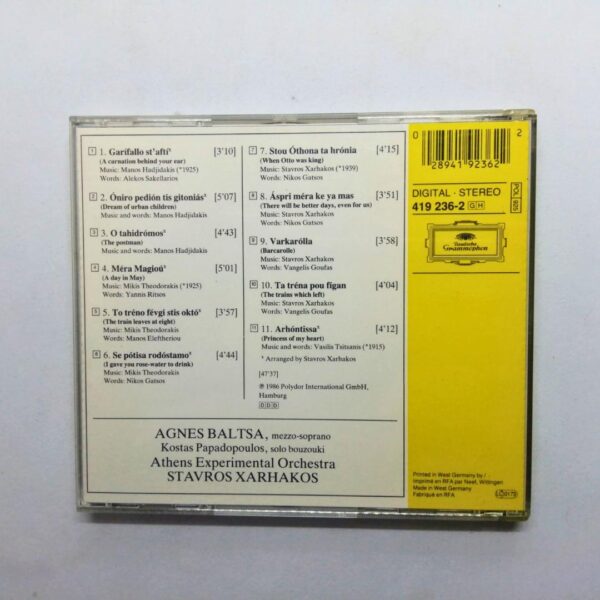 1 1. Garífallo st'aftí¹ [3'10]
(A carnation behind your ear)
Music: Manos Hadjidakis (*1925)
Words: Alekos Sakellarios
2 2. Óniro pedión tis gitoniás¹ [5'07]
(Dream of urban children)
Music and words: Manos Hadjidakis
3 3. O tahidrómos¹ [4'43]
(The postman)
Music and words: Manos Hadjidakis
4 4. Méra Magioú¹ [5'01]
(A day in May)
Music: Mikis Theodorakis (*1925)
Words: Yannis Ritsos
5 5. To tréno févgi stis októ¹ [3'57]
(The train leaves at eight)
Music: Mikis Theodorakis
Words: Manos Eleftheriou
6 6. Se pótisa rodóstamo¹ [4'44]
(I gave you rose-water to drink)
Music: Mikis Theodorakis
Words: Nikos Gatsos
7 7. Stou Óthona ta hrónia [4'15]
(When Otto was king)
Music: Stavros Xarhakos (*1939)
Words: Nikos Gatsos
8 8. Áspri méra ke ya mas [3'51]
(There will be better days, even for us)
Music: Stavros Xarhakos
Words: Nikos Gatsos
9 9. Varkarólla [3'58]
(Barcarolle)
Music: Stavros Xarhakos
Words: Vangelis Goufas
10 10. Ta tréna pou fígan [4'04]
(The trains which left)
Music: Stavros Xarhakos
Words: Vangelis Goufas
11 11. Arhóntissa¹ [4'12]
(Princess of my heart)
Music and words: Vasilis Tsitsanis (*1915)
¹ Arranged by Stavros Xarhakos
[47'37]
℗ 1986 Polydor International GmbH,
Hamburg
DDD
AGNES BALTSA, mezzo-soprano
Kostas Papadopoulos, solo bouzouki
Athens Experimental Orchestra
STAVROS XARHAKOS
0 28941 92362 2
DIGITAL · STEREO
419 236-2 GH
POL 925
Deutsche
Grammophon
Printed in West Germany by /
Imprimé en RFA par Neef, Wittingen
Made in West Germany
Fabriqué en RFA